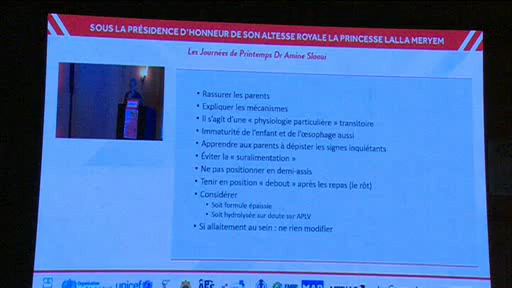 SOUS LA PRÉSIDENCE D'HONNEUR DE SON ALTESSE ROYALE LA PRINCESSE LALLA MERYEM
Les Journées de Printemps Dr Amine Slaoui
• Rassurer les parents
• Expliquer les mécanismes
• Il s'agit d'une « physiologie particulière » transitoire
• Immaturité de l'enfant et de l'œsophage aussi
• Apprendre aux parents à dépister les signes inquiétants
• Éviter la « suralimentation »
• Ne pas positionner en demi-assis
• Tenir en position « debout » après les repas (le rôt)
• Considérer
• Soit formule épaissie
• Soit hydrolysée sur doute sur APLV
• Si allaitement au sein : ne rien modifier
unicef